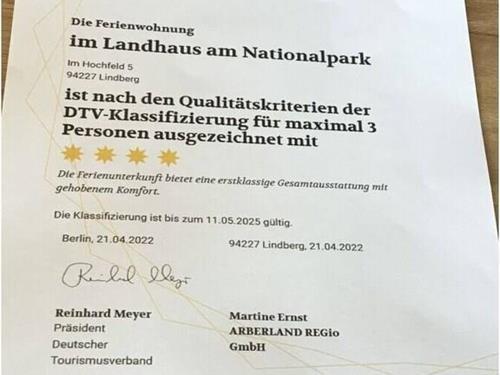 Die Ferienwohnung
im Landhaus am Nationalpark
Im Hochfeld 5
94227 Lindberg
ist nach den Qualitätskriterien der
DTV-Klassifizierung für maximal 3
Personen ausgezeichnet mit
Die Ferienunterkunft bietet eine erstklassige Gesamtausstattung mit
gehobenem Komfort.
Die Klassifizierung ist bis zum 11.05.2025 gültig.
Berlin, 21.04.2022 94227 Lindberg, 21.04.2022
Reinhard Meyer
Reinhard Meyer Martine Ernst
Präsident ARBERLAND REGio
Deutscher GmbH
Tourismusverband